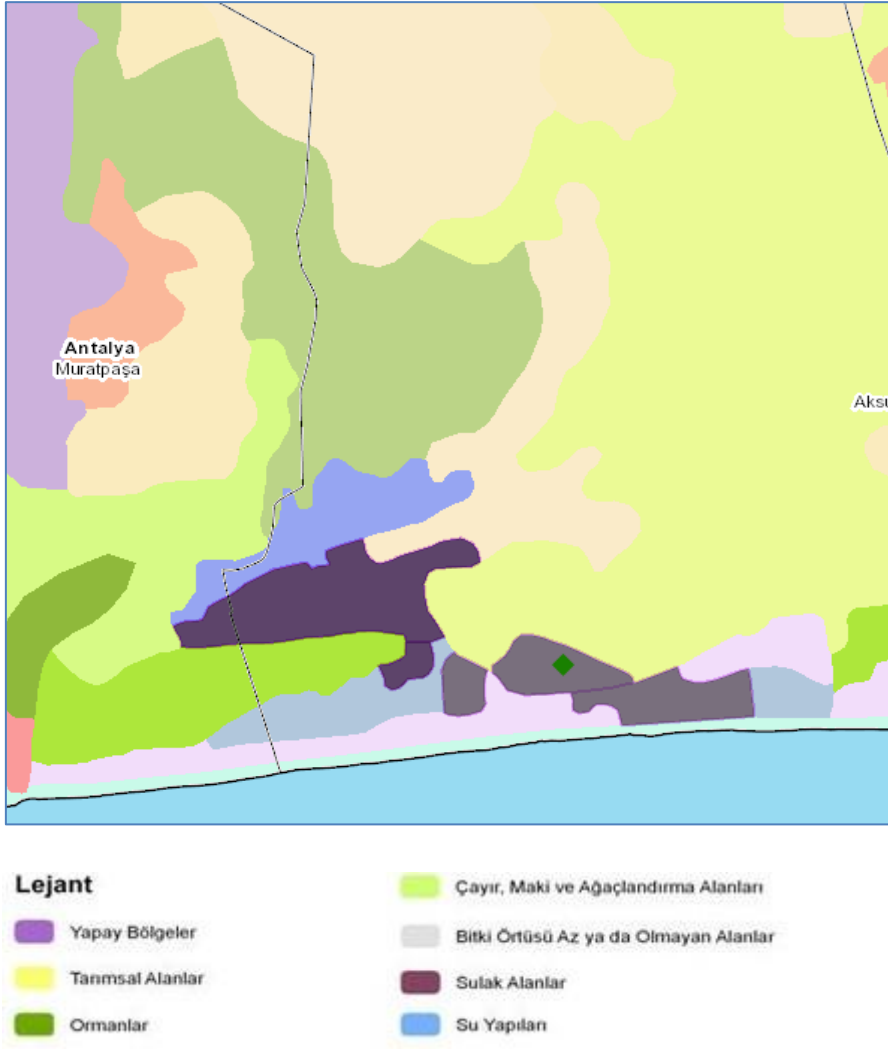 Antalya
Muratpaşa
Aksu
Lejant
Yapay Bölgeler
Tarımsal Alanlar
Ormanlar
Çayır, Maki ve Ağaçlandırma Alanları
Bitki Örtüsü Az ya da Olmayan Alanlar
Sulak Alanlar
Su Yapıları